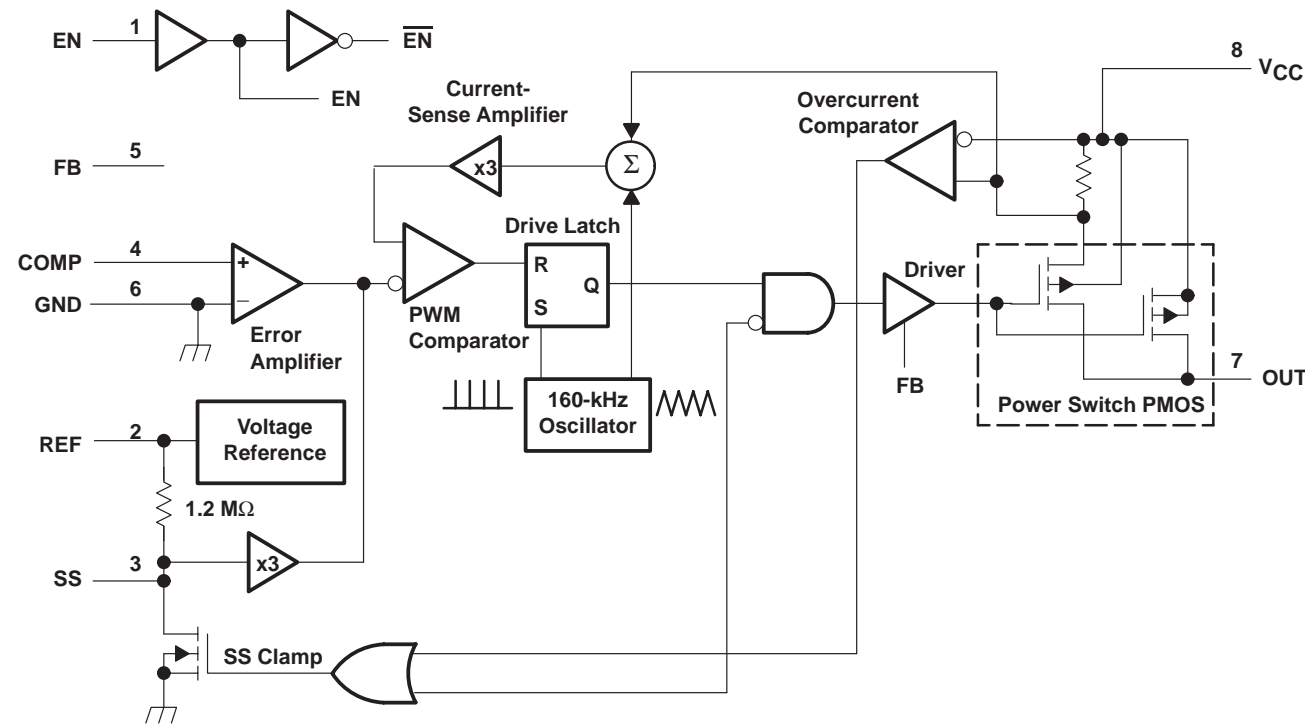 EN
1
EN
EN
FB
5
COMP
4
GND
6
+
–
Error
Amplifier
Current-
Sense Amplifier
x3
Σ
PWM
Comparator
Drive Latch
R
S
Q
160-kHz
Oscillator
Overcurrent
Comparator
8
VCC
Driver
FB
Power Switch PMOS
7
OUT
REF
2
Voltage
Reference
1.2 MΩ
SS
3
x3
SS Clamp